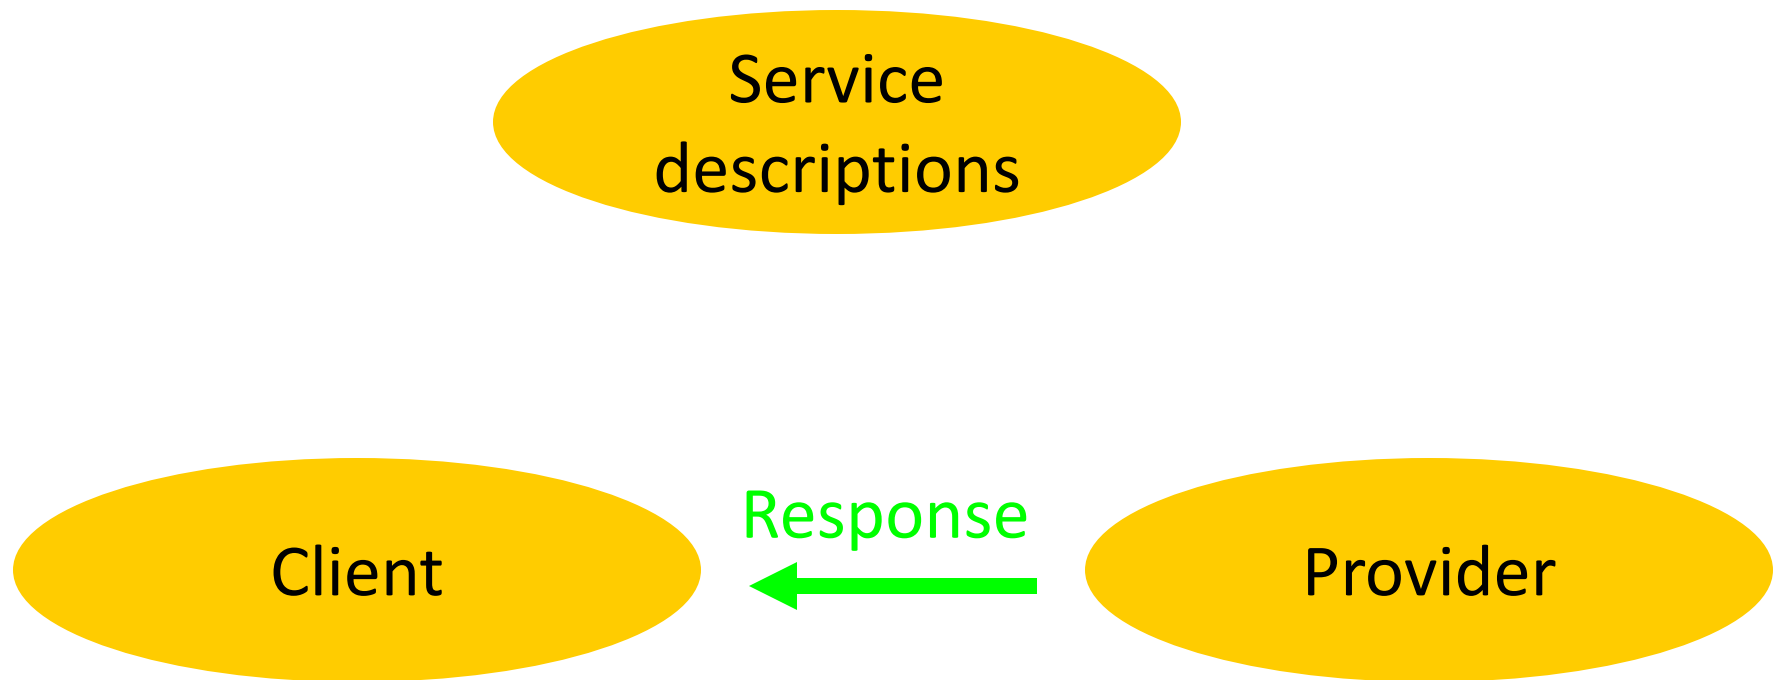 Service
descriptions
Response
Client
Provider